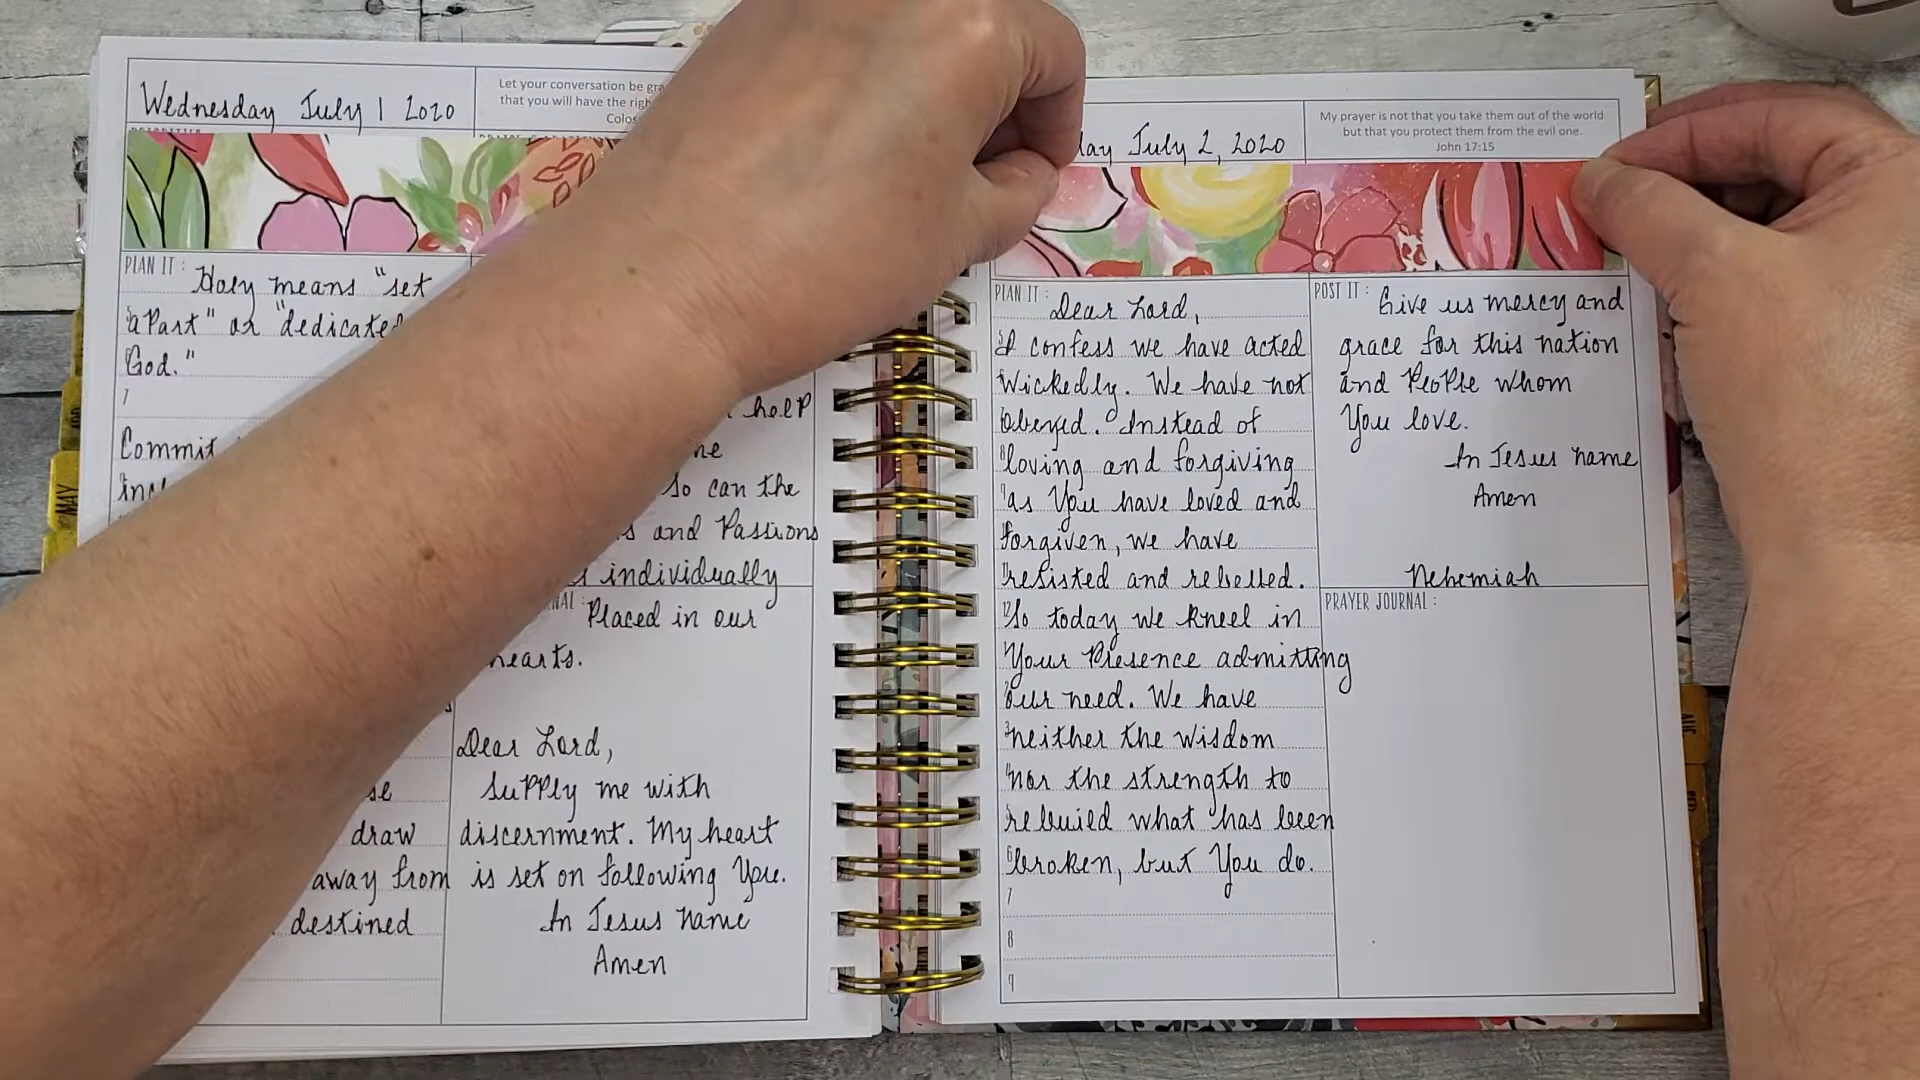 Wednesday July 1 2020
Let your conversation be
that you will have the
PLAN IT :
Holy means "set
aPart" or "dedicated
God."
7
Commit
help
so can the
and Passions
individually
Placed in our
hearts.
draw
away from
destined
Dear Lord,
SuPPly me with
discernment. My heart
is set on following You.
In Jesus name
Amen
MAY
July 2, 2020
My prayer is not that you take them out of the world
but that you protect them from the evil one.
John 17:15
PLAN IT :
Dear Lord,
I confess we have acted
wickedly. We have not
obeyed. Instead of
loving and forgiving
as You have loved and
forgiven, we have
resisted and rebelled.
So today we kneel in
Your Presence admitting
our need. We have
neither the wisdom
nor the strength to
rebuild what has been
broken, but You do.
7
8
9
POST IT :
Give us mercy and
grace for this nation
and PeoPle whom
You love.
In Jesus name
Amen
Nehemiah
PRAYER JOURNAL :